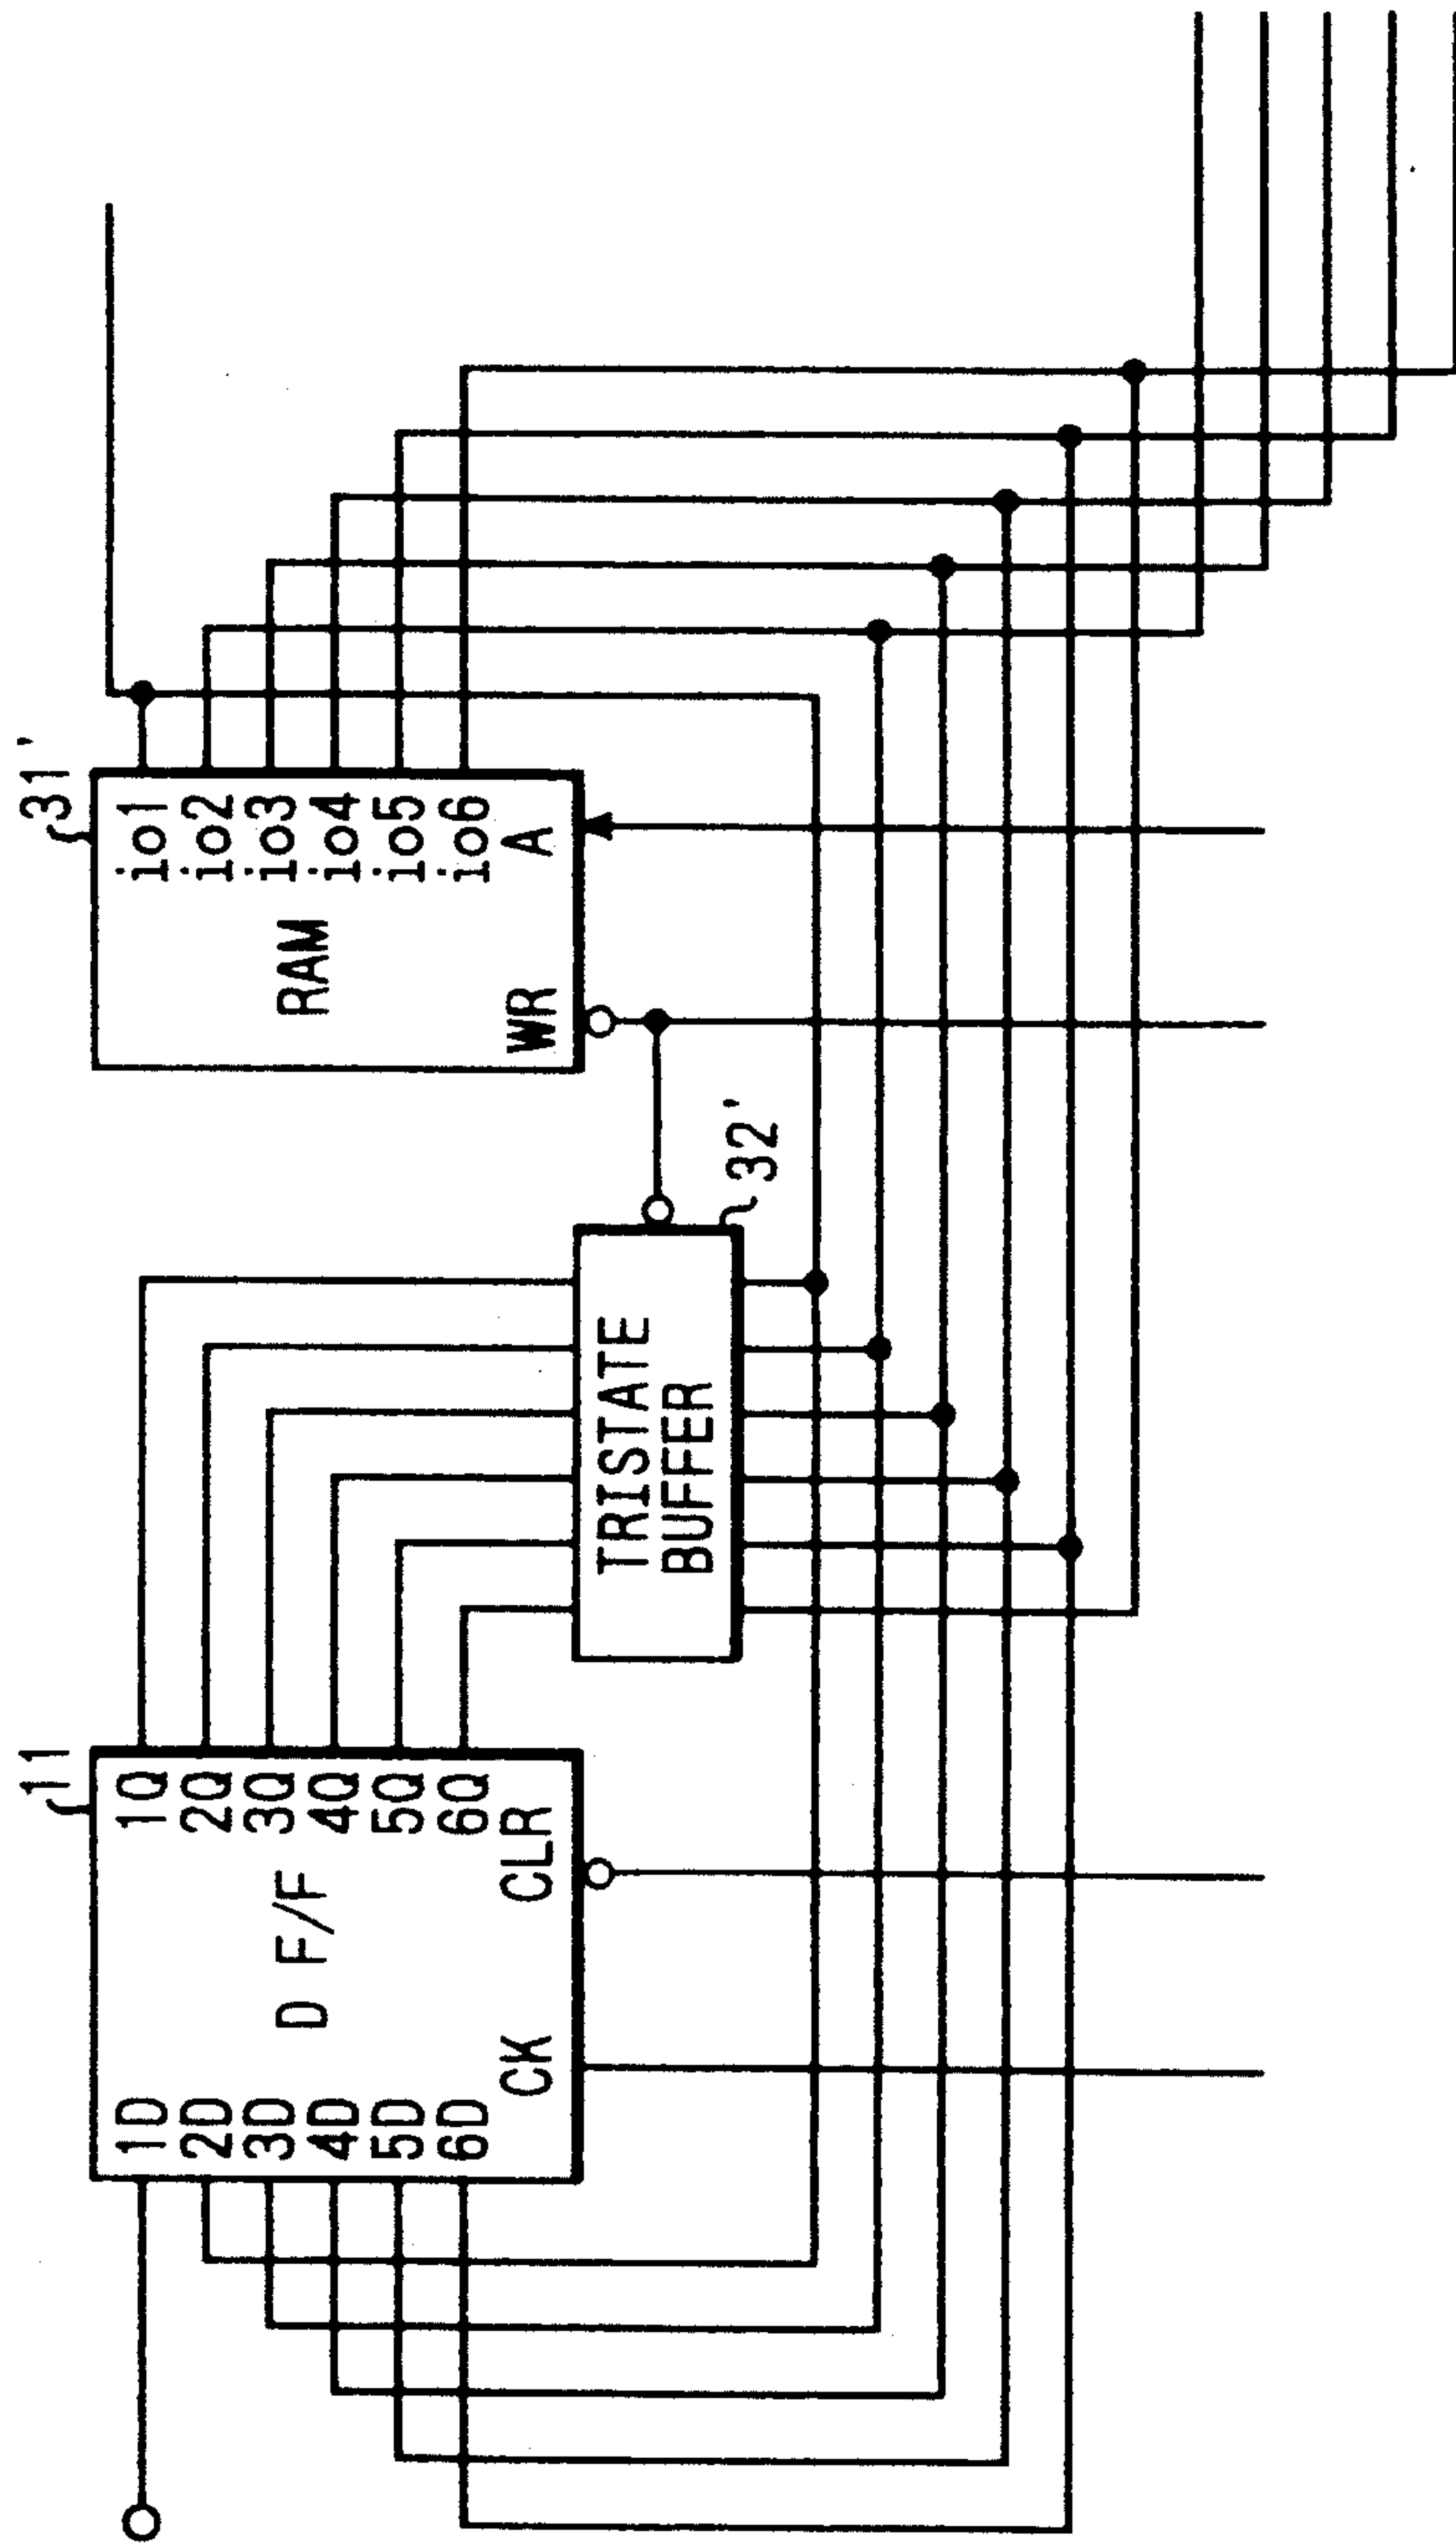 11
1D
2D
3D
4D
5D
6D
D F/F
CK
CLR
1Q
2Q
3Q
4Q
5Q
6Q
TRISTATE
BUFFER
32'
31'
RAM
WR
io1
io2
io3
io4
io5
io6
A